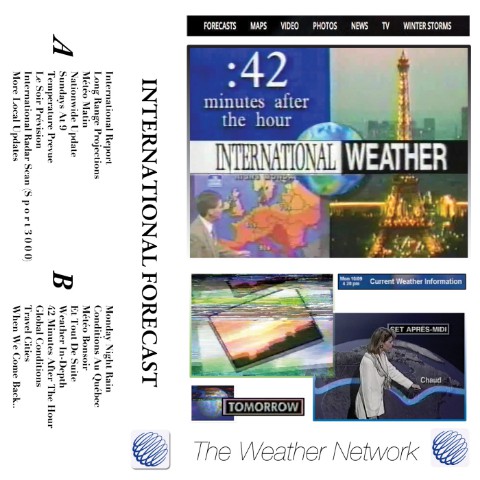 A
International Report
Long Range Projections
Météo Matin
Nationwide Update
Sundays At 9
Temperature Prevue
Le Soir Prévision
International Radar Scan (Sport3000)
More Local Updates
B
Monday Night Rain
Conditions Au Québec
Météo Bonsoir
Et Tout De Suite
Weather In-Depth
42 Minutes After The Hour
Global Conditions
Travel Cities
When We Come Back..
INTERNATIONAL FORECAST
FORECASTS MAPS VIDEO PHOTOS NEWS TV WINTER STORMS
:42
minutes after
the hour
INTERNATIONAL WEATHER
Current Weather Information
CET APRÈS-MIDI
Chaud
TOMORROW
The Weather Network